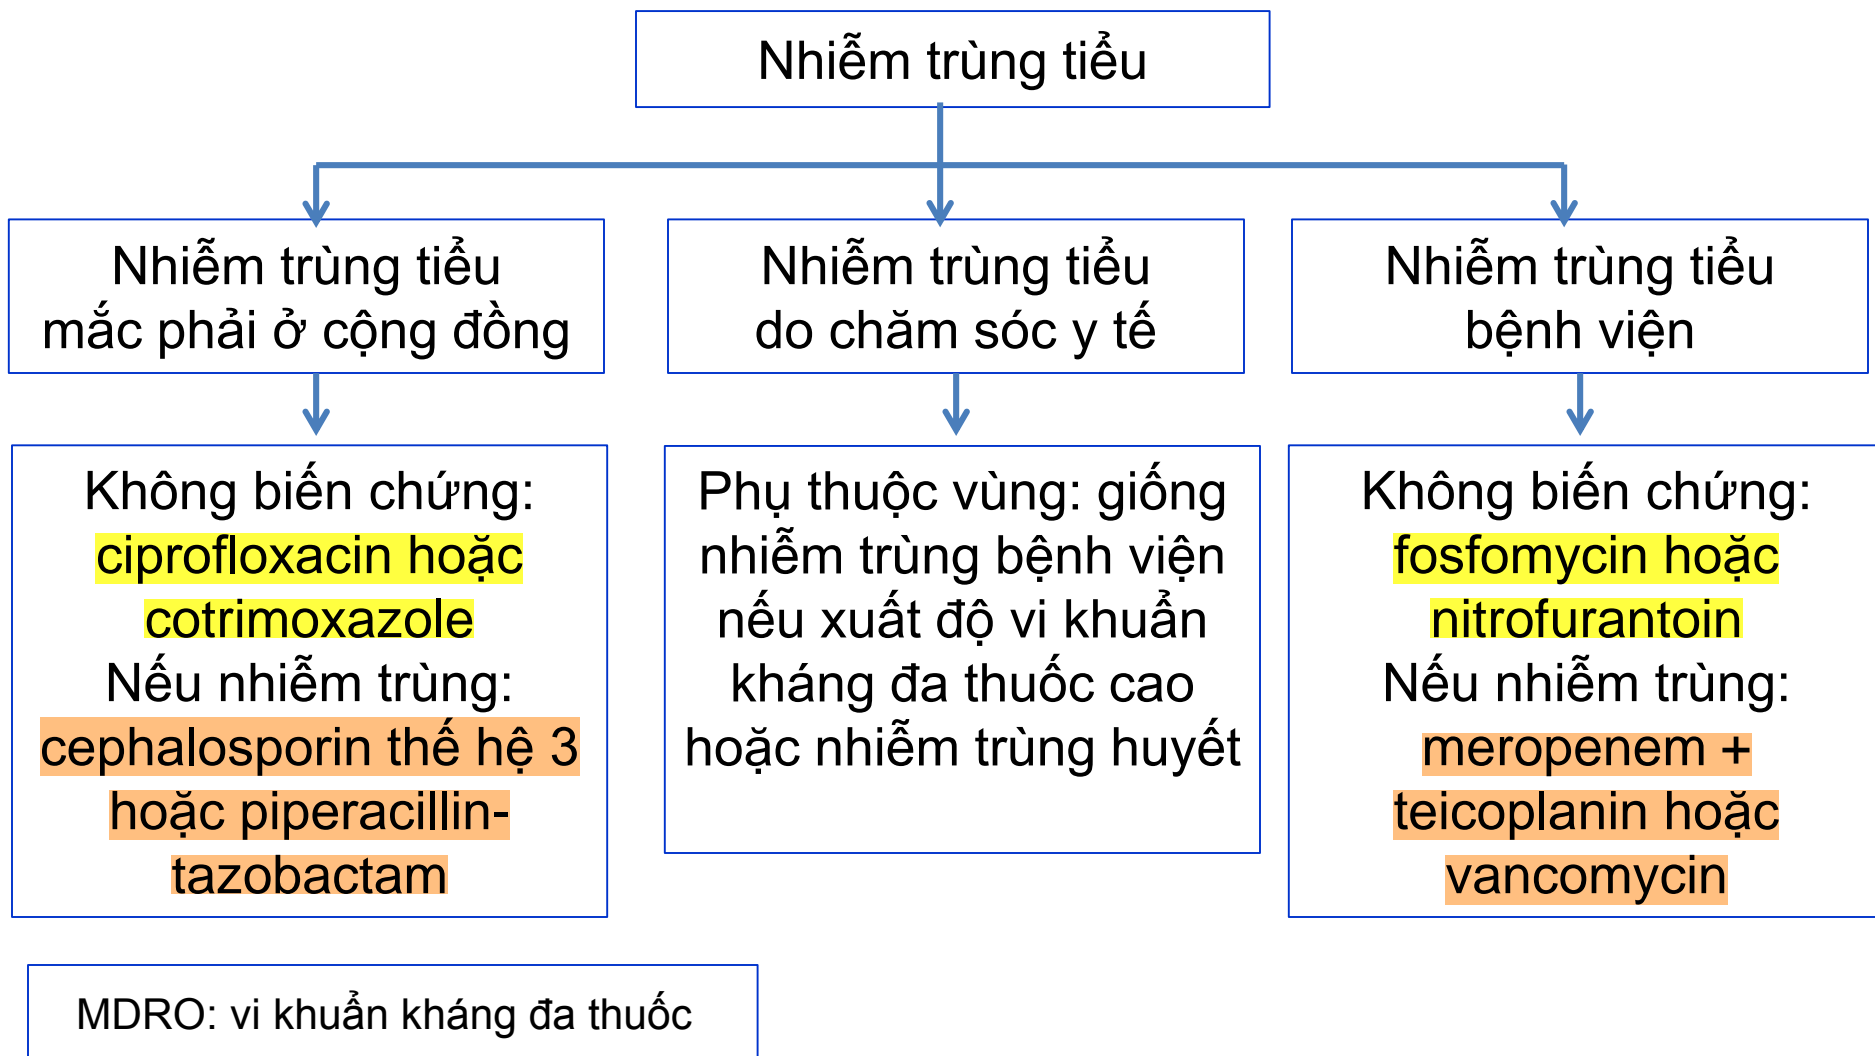 Nhiễm trùng tiểu
Nhiễm trùng tiểu
mắc phải ở cộng đồng
Nhiễm trùng tiểu
do chăm sóc y tế
Nhiễm trùng tiểu
bệnh viện
Không biến chứng:
ciprofloxacin hoặc
cotrimoxazole
Nếu nhiễm trùng:
cephalosporin thế hệ 3
hoặc piperacillin-
tazobactam
Phụ thuộc vùng: giống
nhiễm trùng bệnh viện
nếu xuất độ vi khuẩn
kháng đa thuốc cao
hoặc nhiễm trùng huyết
Không biến chứng:
fosfomycin hoặc
nitrofurantoin
Nếu nhiễm trùng:
meropenem +
teicoplanin hoặc
vancomycin
MDRO: vi khuẩn kháng đa thuốc